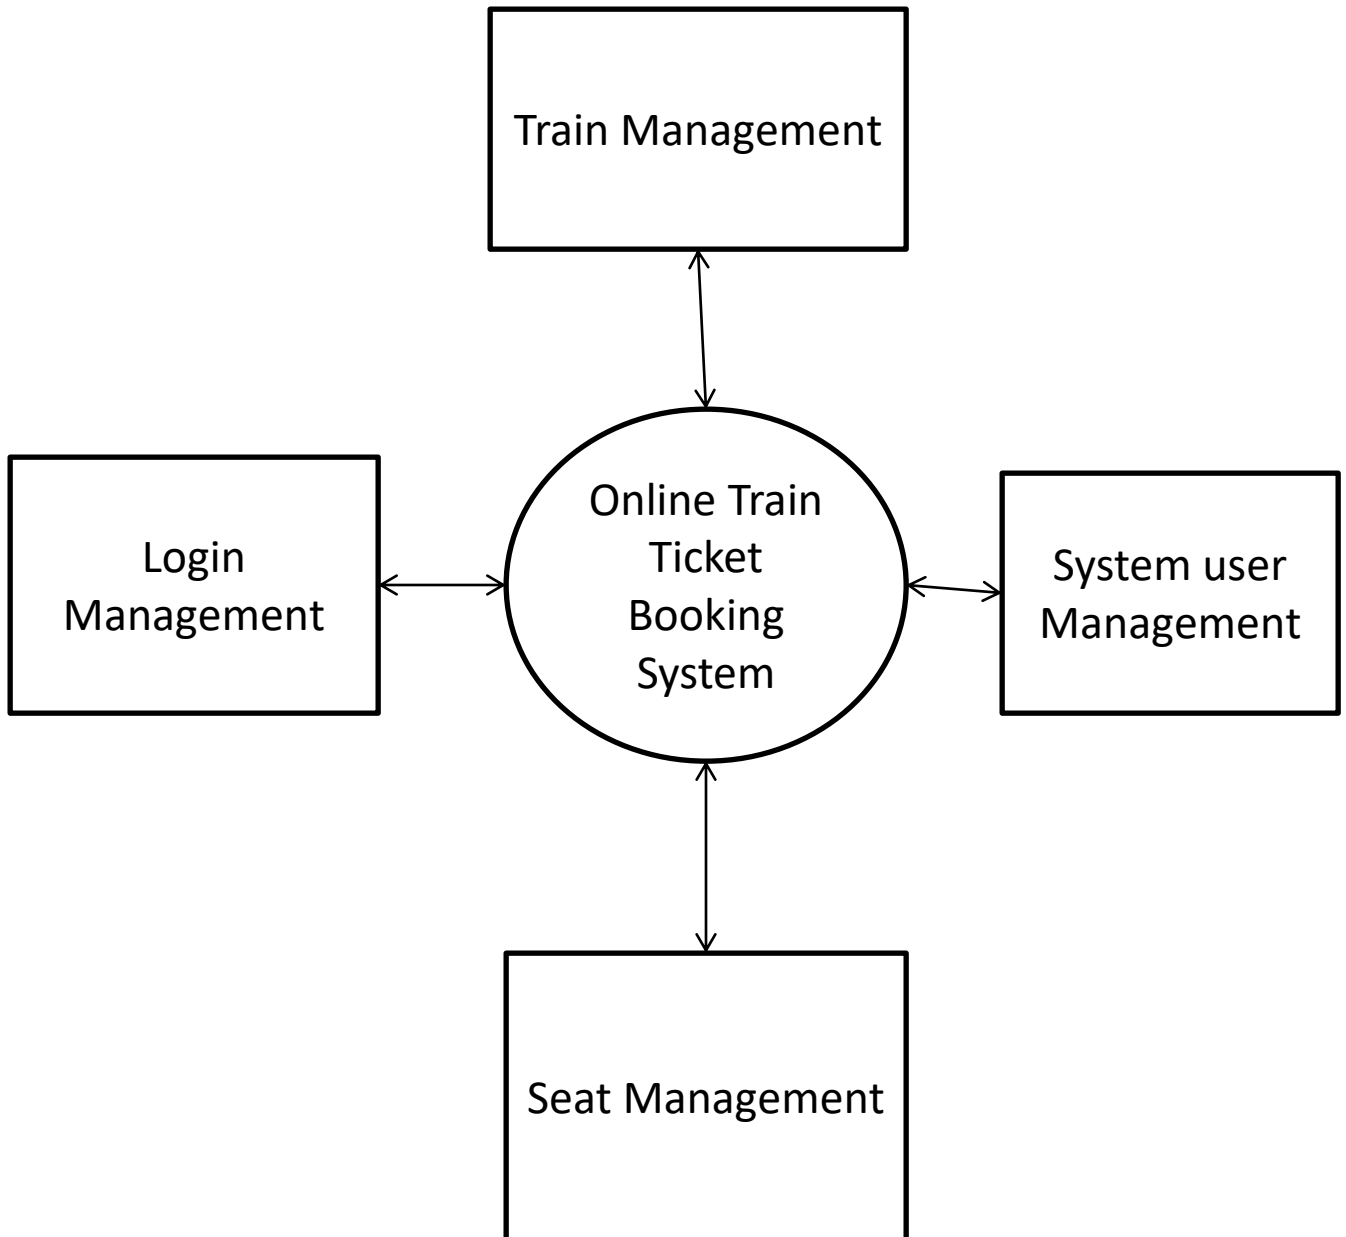 Train Management
Online Train
Ticket
Booking
System
Login
Management
System user
Management
Seat Management